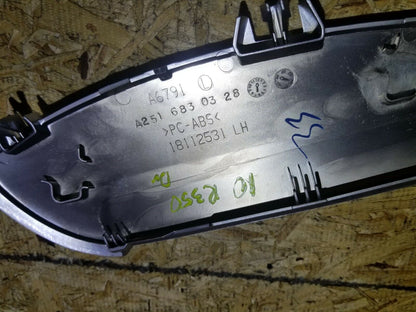 A6791 L
A251 683 03 28
>PC-ABS<
18112531 LH
R350